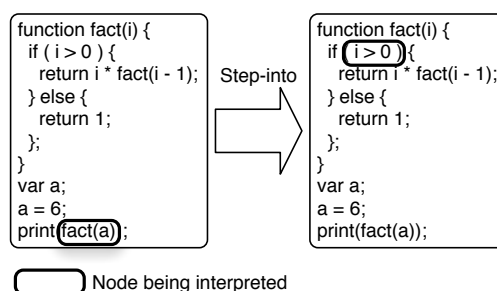 function fact(i) {
if ( i > 0 ) {
return i * fact(i - 1);
} else {
return 1;
};
}
var a;
a = 6;
print(fact(a));
Step-into
function fact(i) {
if ( i > 0 ) {
return i * fact(i - 1);
} else {
return 1;
};
}
var a;
a = 6;
print(fact(a));
Node being interpreted